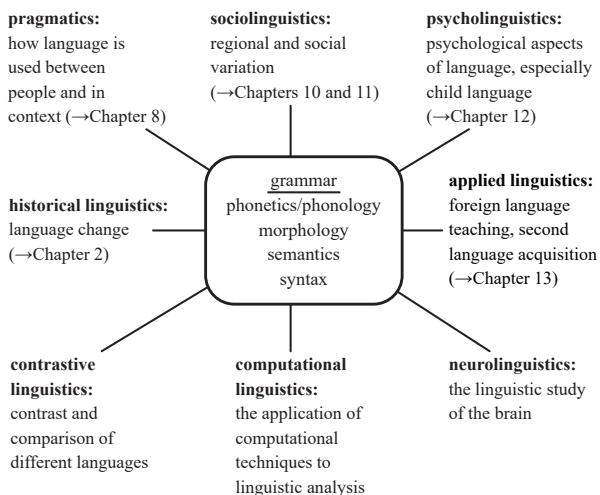 pragmatics:
how language is
used between
people and in
context (→Chapter 8)
sociolinguistics:
regional and social
variation
(→Chapters 10 and 11)
psycholinguistics:
psychological aspects
of language, especially
child language
(→Chapter 12)
historical linguistics:
language change
(→Chapter 2)
grammar
phonetics/phonology
morphology
semantics
syntax
applied linguistics:
foreign language
teaching, second
language acquisition
(→Chapter 13)
contrastive
linguistics:
contrast and
comparison of
different languages
computational
linguistics:
the application of
computational
techniques to
linguistic analysis
neurolinguistics:
the linguistic study
of the brain